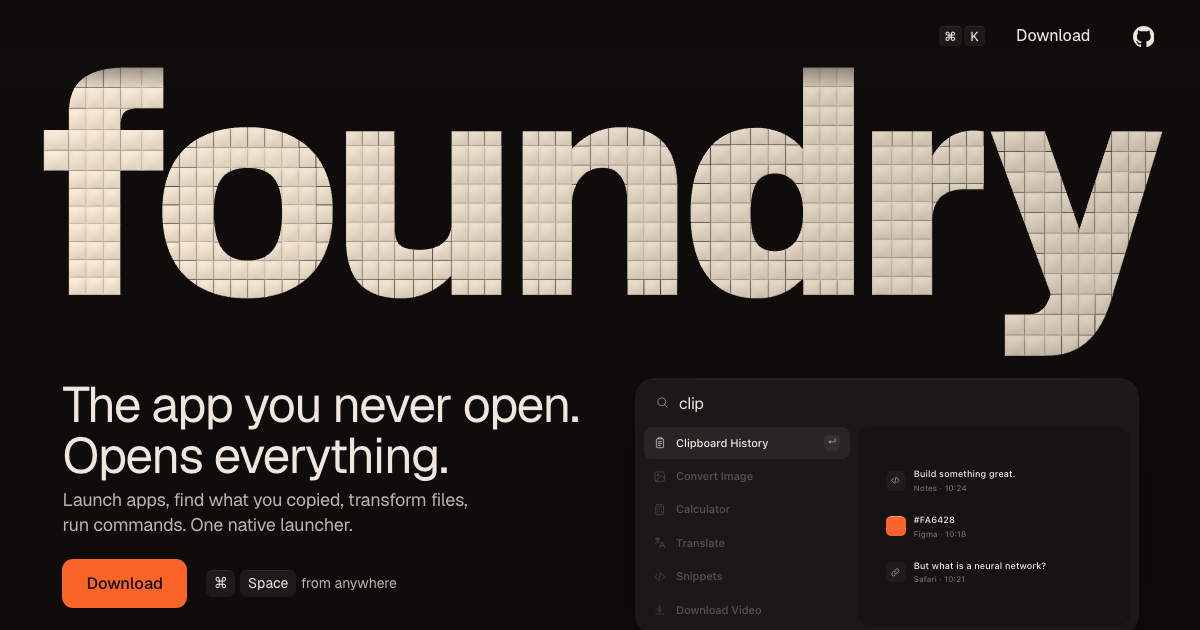 ⌘ K Download
foundry
The app you never open.
Opens everything.
Launch apps, find what you copied, transform files,
run commands. One native launcher.
Download ⌘ Space from anywhere
clip
Clipboard History
Convert Image
Calculator
Translate
Snippets
Download Video
Build something great.
Notes · 10:24
#FA6428
Figma · 10:18
But what is a neural network?
Safari · 10:21